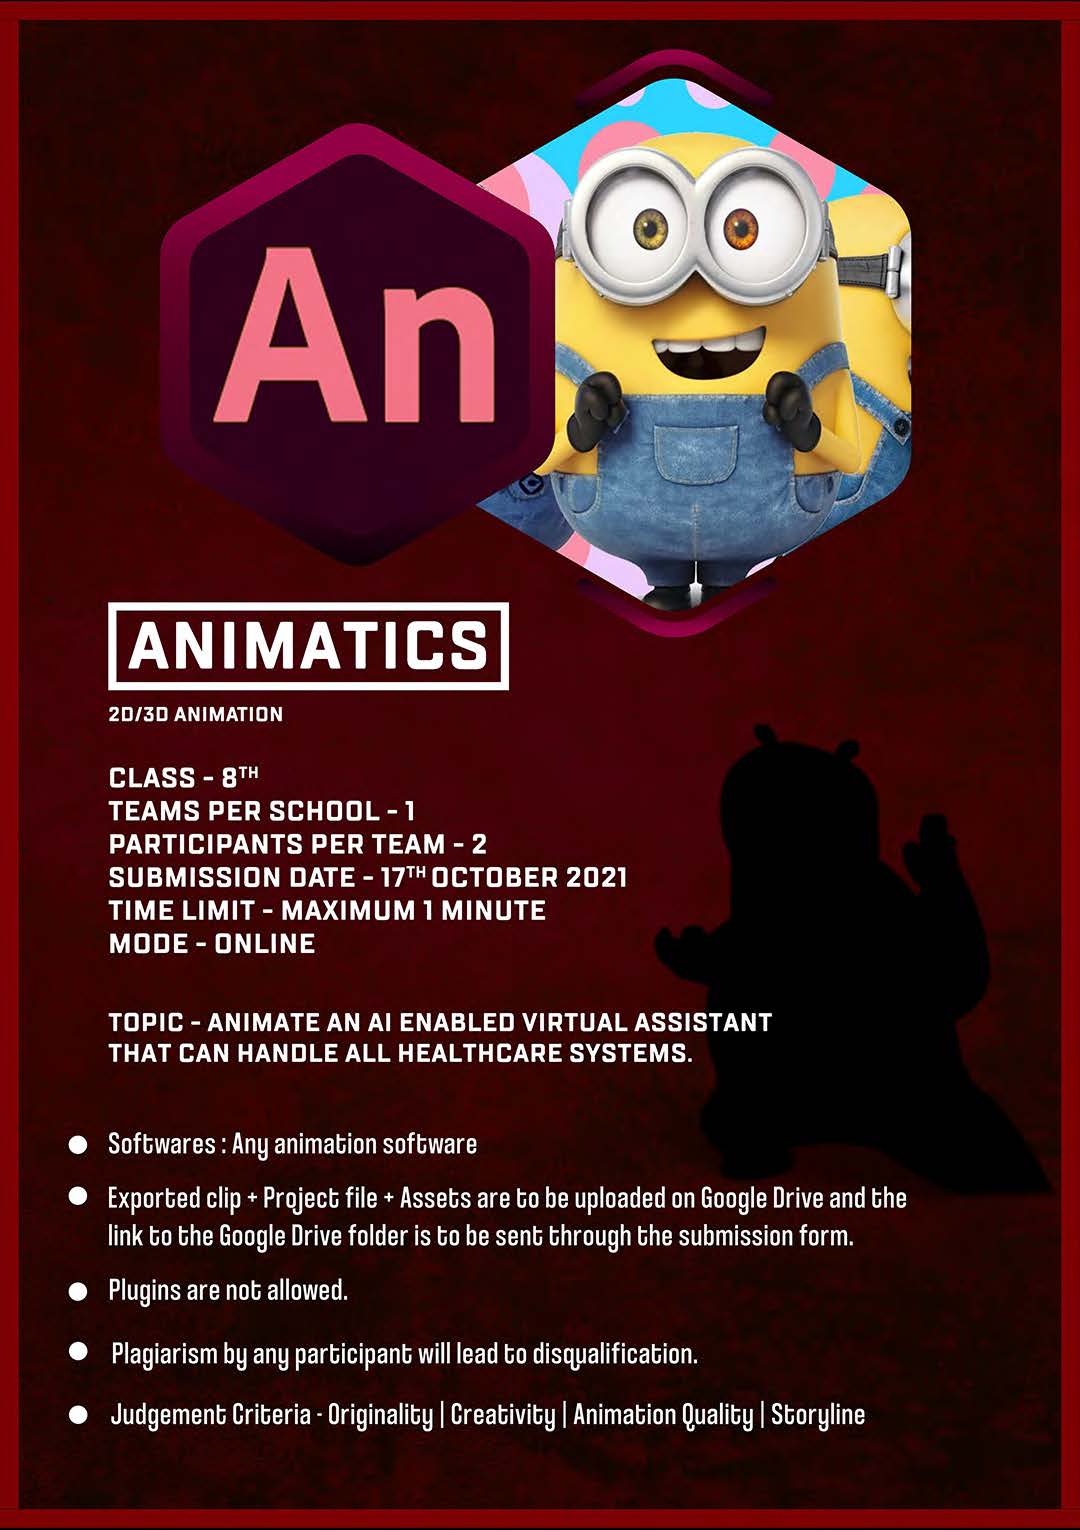 An
ANIMATICS
2D/3D ANIMATION
CLASS - 8TH
TEAMS PER SCHOOL - 1
PARTICIPANTS PER TEAM - 2
SUBMISSION DATE - 17TH OCTOBER 2021
TIME LIMIT - MAXIMUM 1 MINUTE
MODE - ONLINE
TOPIC - ANIMATE AN AI ENABLED VIRTUAL ASSISTANT
THAT CAN HANDLE ALL HEALTHCARE SYSTEMS.
● Softwares : Any animation software
● Exported clip + Project file + Assets are to be uploaded on Google Drive and the
link to the Google Drive folder is to be sent through the submission form.
● Plugins are not allowed.
● Plagiarism by any participant will lead to disqualification.
● Judgement Criteria - Originality | Creativity | Animation Quality | Storyline